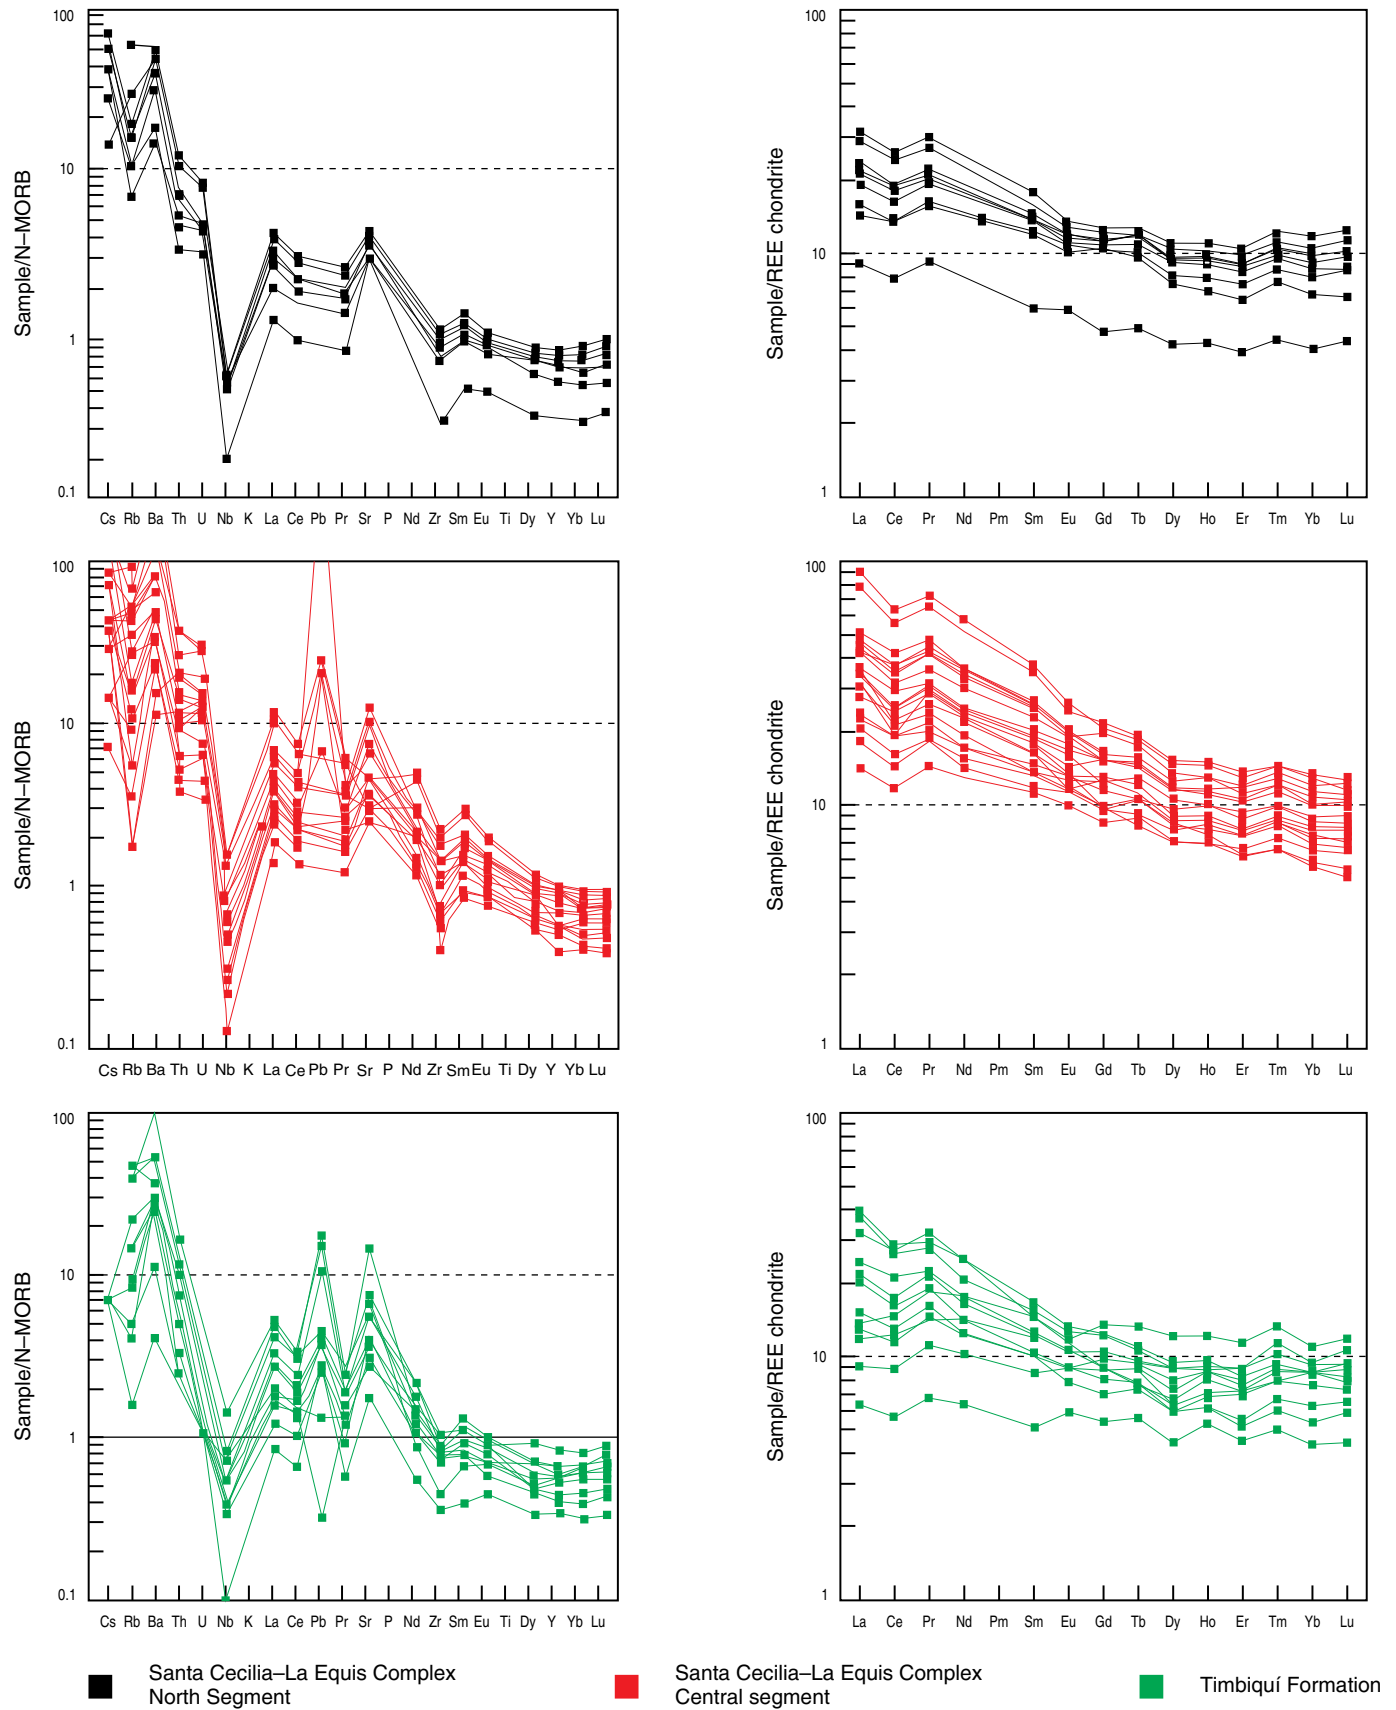 100
10
1
0.1
Sample/N–MORB
Cs Rb Ba Th U Nb K La Ce Pb Pr Sr P Nd Zr Sm Eu Ti Dy Y Yb Lu
100
10
1
Sample/REE chondrite
La Ce Pr Nd Pm Sm Eu Gd Tb Dy Ho Er Tm Yb Lu
100
10
1
0.1
Sample/N–MORB
Cs Rb Ba Th U Nb K La Ce Pb Pr Sr P Nd Zr Sm Eu Ti Dy Y Yb Lu
100
10
1
Sample/REE chondrite
La Ce Pr Nd Pm Sm Eu Gd Tb Dy Ho Er Tm Yb Lu
100
10
1
0.1
Sample/N–MORB
Cs Rb Ba Th U Nb K La Ce Pb Pr Sr P Nd Zr Sm Eu Ti Dy Y Yb Lu
100
10
1
Sample/REE chondrite
La Ce Pr Nd Pm Sm Eu Gd Tb Dy Ho Er Tm Yb Lu
Santa Cecilia–La Equis Complex
North Segment
Santa Cecilia–La Equis Complex
Central segment
Timbiquí Formation